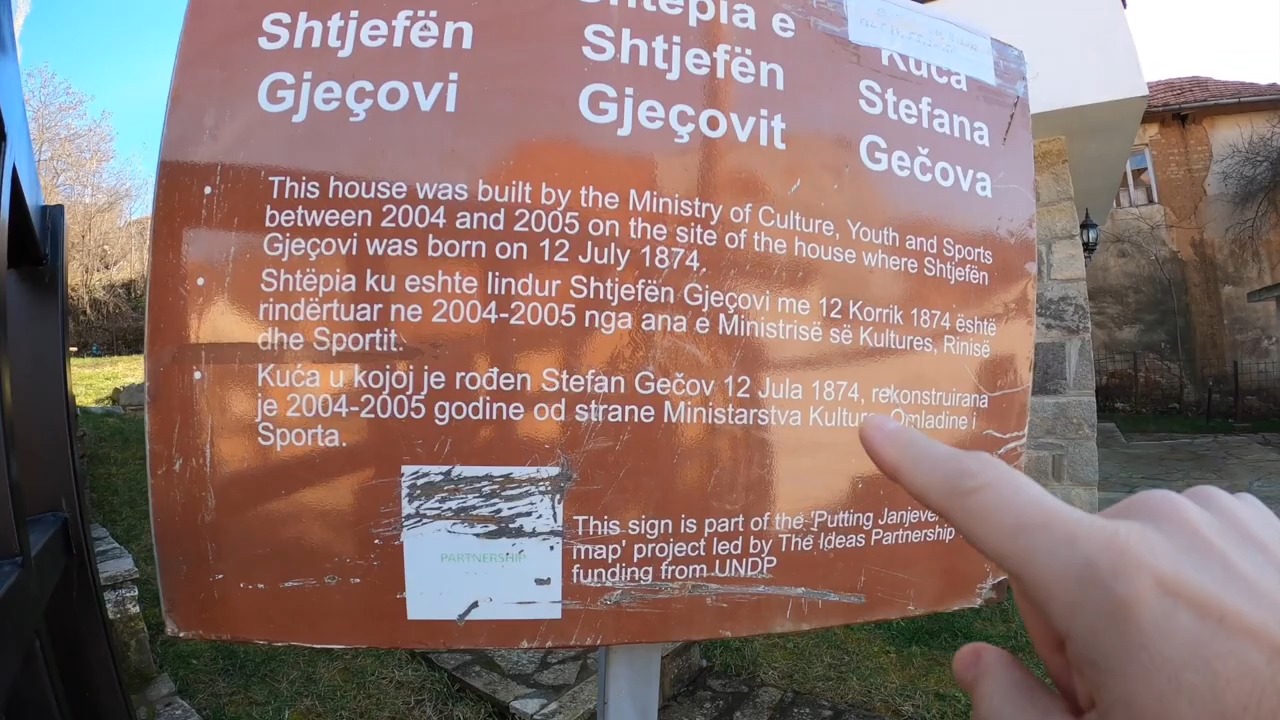 Shtjefën
Gjeçovi
Shtëpia e
Shtjefën
Gjeçovit
Kuća
Stefana
Gečova
This house was built by the Ministry of Culture, Youth and Sports
between 2004 and 2005 on the site of the house where Shtjefën
Gjeçovi was born on 12 July 1874.
Shtëpia ku eshte lindur Shtjefën Gjeçovi me 12 Korrik 1874 është
rindërtuar ne 2004-2005 nga ana e Ministrisë së Kultures, Rinisë
dhe Sportit.
Kuća u kojoj je rođen Stefan Gečov 12 Jula 1874, rekonstruirana
je 2004-2005 godine od strane Ministarstva Kulture, Omladine i
Sporta.
PARTNERSHIP
This sign is part of the 'Putting
map' project led by The Ideas Partnership
funding from UNDP